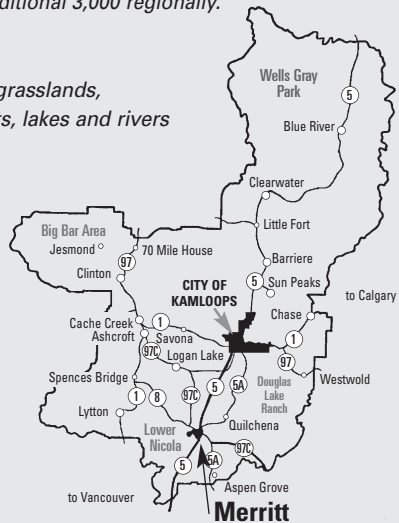 ditional 3,000 regionally.
grasslands,
s, lakes and rivers
Wells Gray
Park
5
Blue River
Clearwater
Little Fort
Big Bar Area
Jesmond
70 Mile House
97
Clinton
Barriere
5
Sun Peaks
CITY OF
KAMLOOPS
to Calgary
Chase
Cache Creek
1
Ashcroft
Savona
97C
Logan Lake
1
97
Westwold
Spences Bridge
5
5A
Douglas
Lake
Ranch
1
8
97C
Lytton
Quilchena
Lower
Nicola
97C
5
5A
Aspen Grove
to Vancouver
Merritt